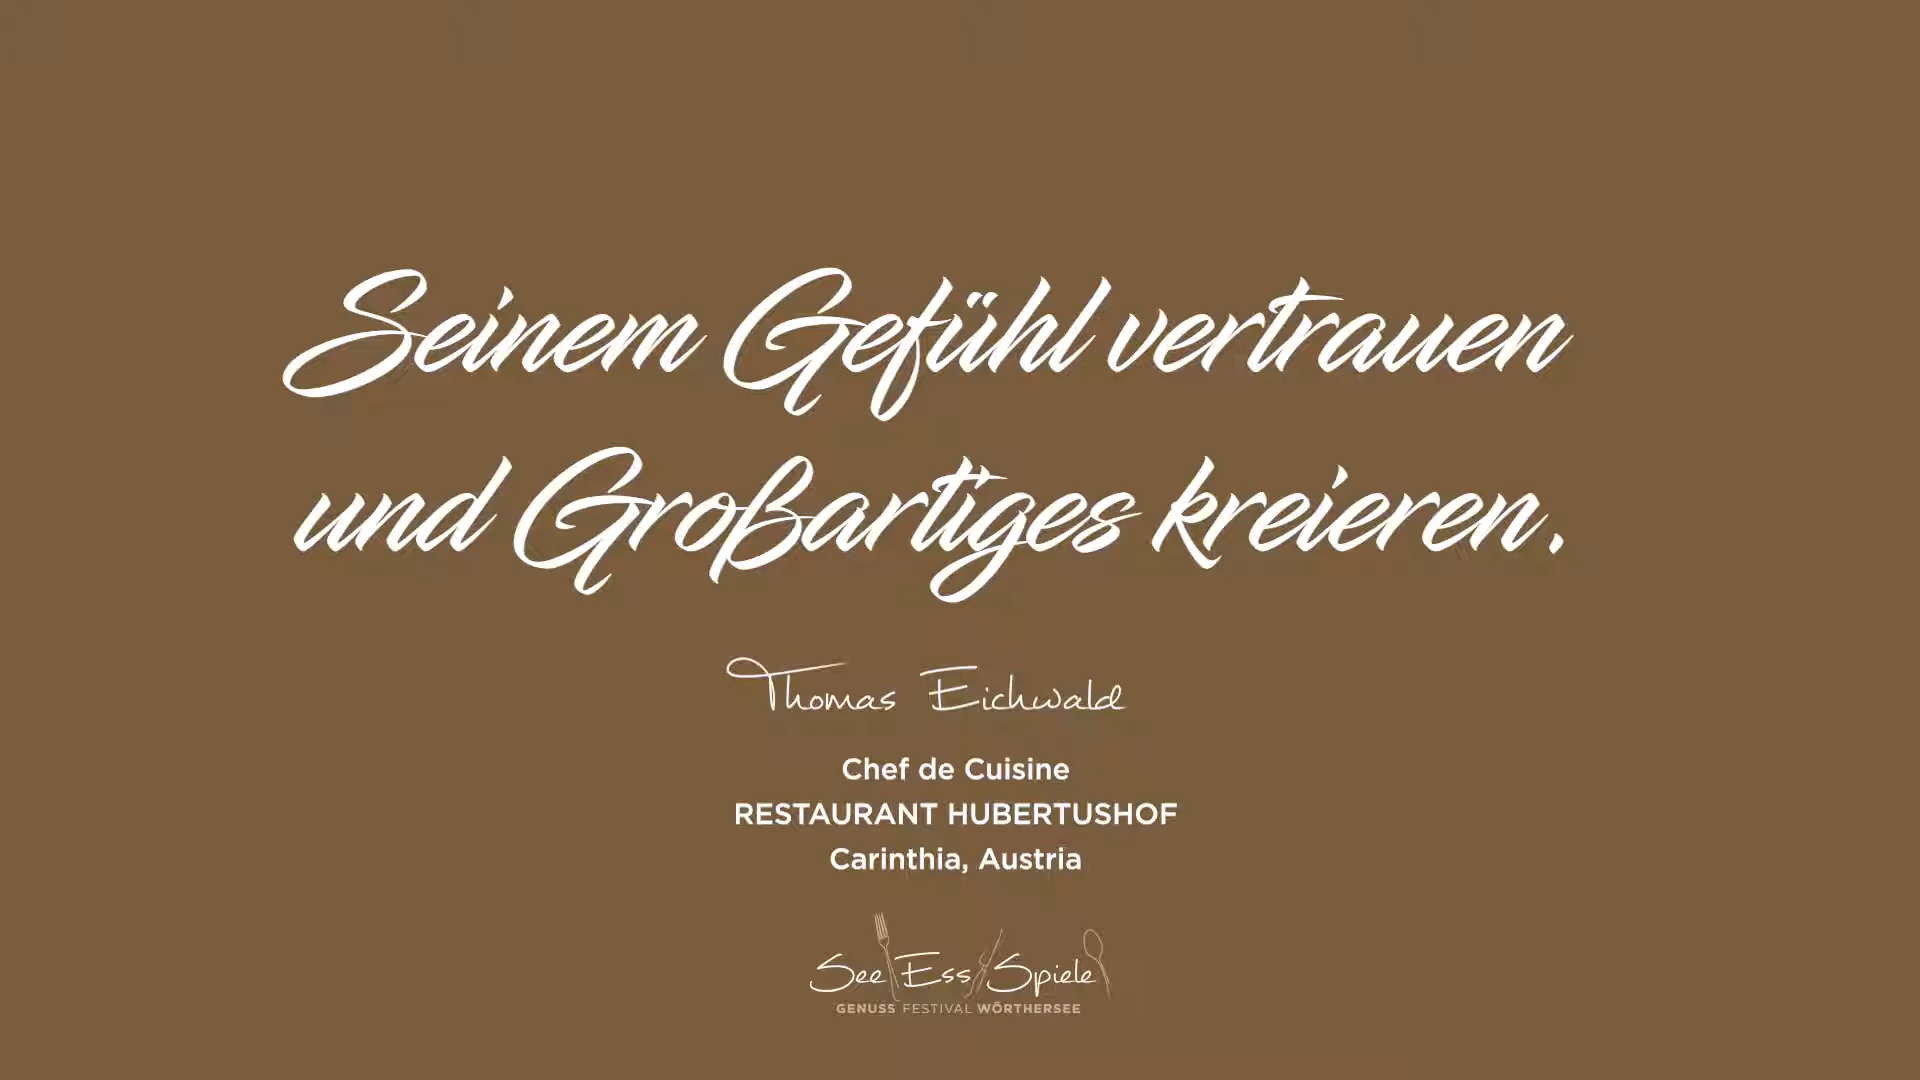 Seinem Gefühl vertrauen
und Großartiges kreieren.
Thomas Eichwald
Chef de Cuisine
RESTAURANT HUBERTUSHOF
Carinthia, Austria
See Ess Spiele
GENUSS FESTIVAL WÖRTHERSEE